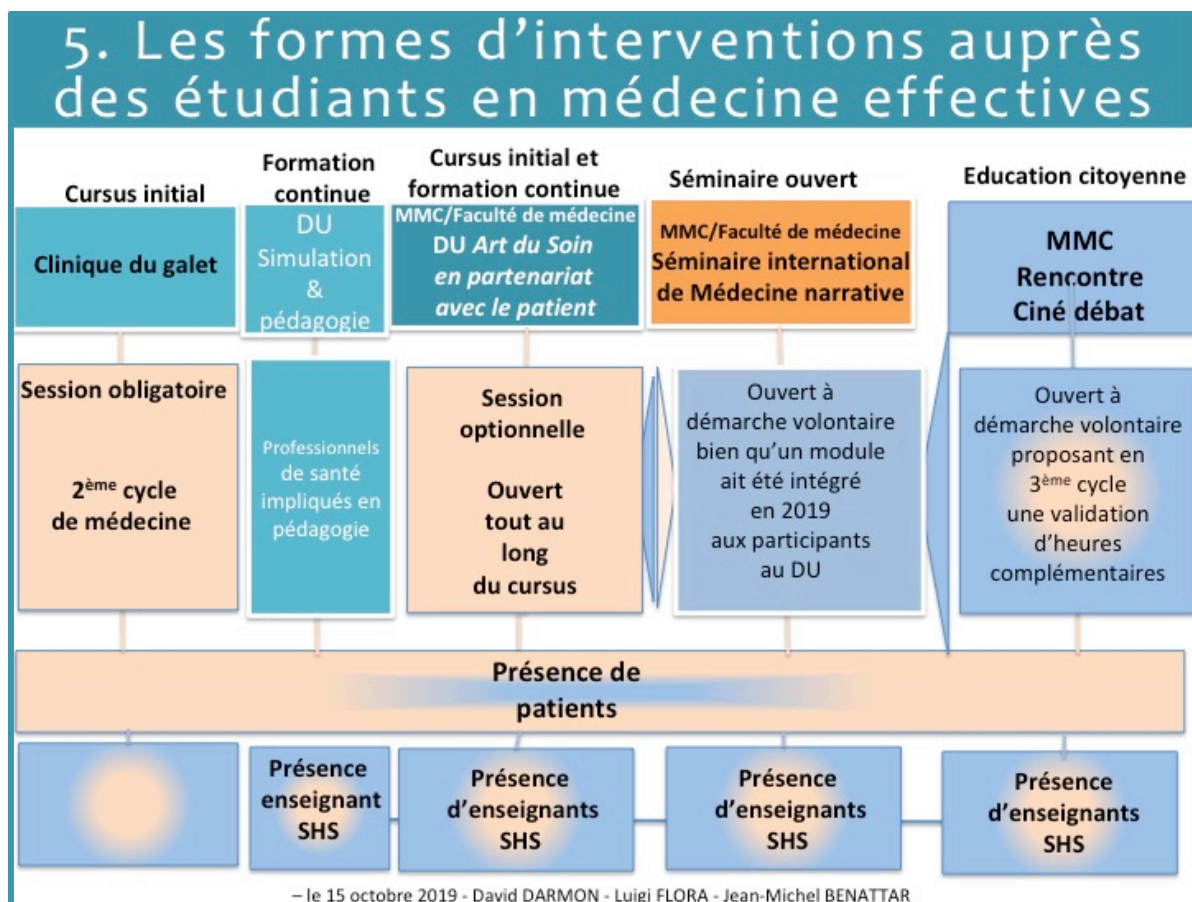 5. Les formes d'interventions auprès
des étudiants en médecine effectives
Cursus initial
Formation
continue
Cursus initial et
formation continue
Séminaire ouvert
Education citoyenne
Clinique du galet
DU
Simulation
&
pédagogie
MMC/Faculté de médecine
DU Art du Soin
en partenariat
avec le patient
MMC/Faculté de médecine
Séminaire international
de Médecine narrative
MMC
Rencontre
Ciné débat
Session obligatoire
2ème cycle
de médecine
Professionnels
de santé
impliqués en
pédagogie
Session
optionnelle
Ouvert
tout au
long
du cursus
Ouvert à
démarche volontaire
bien qu'un module
ait été intégré
en 2019
aux participants
au DU
Ouvert à
démarche volontaire
proposant en
3ème cycle
une validation
d'heures
complémentaires
Présence de
patients
Présence
enseignant
SHS
Présence
d'enseignants
SHS
Présence
d'enseignants
SHS
Présence
d'enseignants
SHS
– le 15 octobre 2019 - David DARMON - Luigi FLORA - Jean-Michel BENATTAR